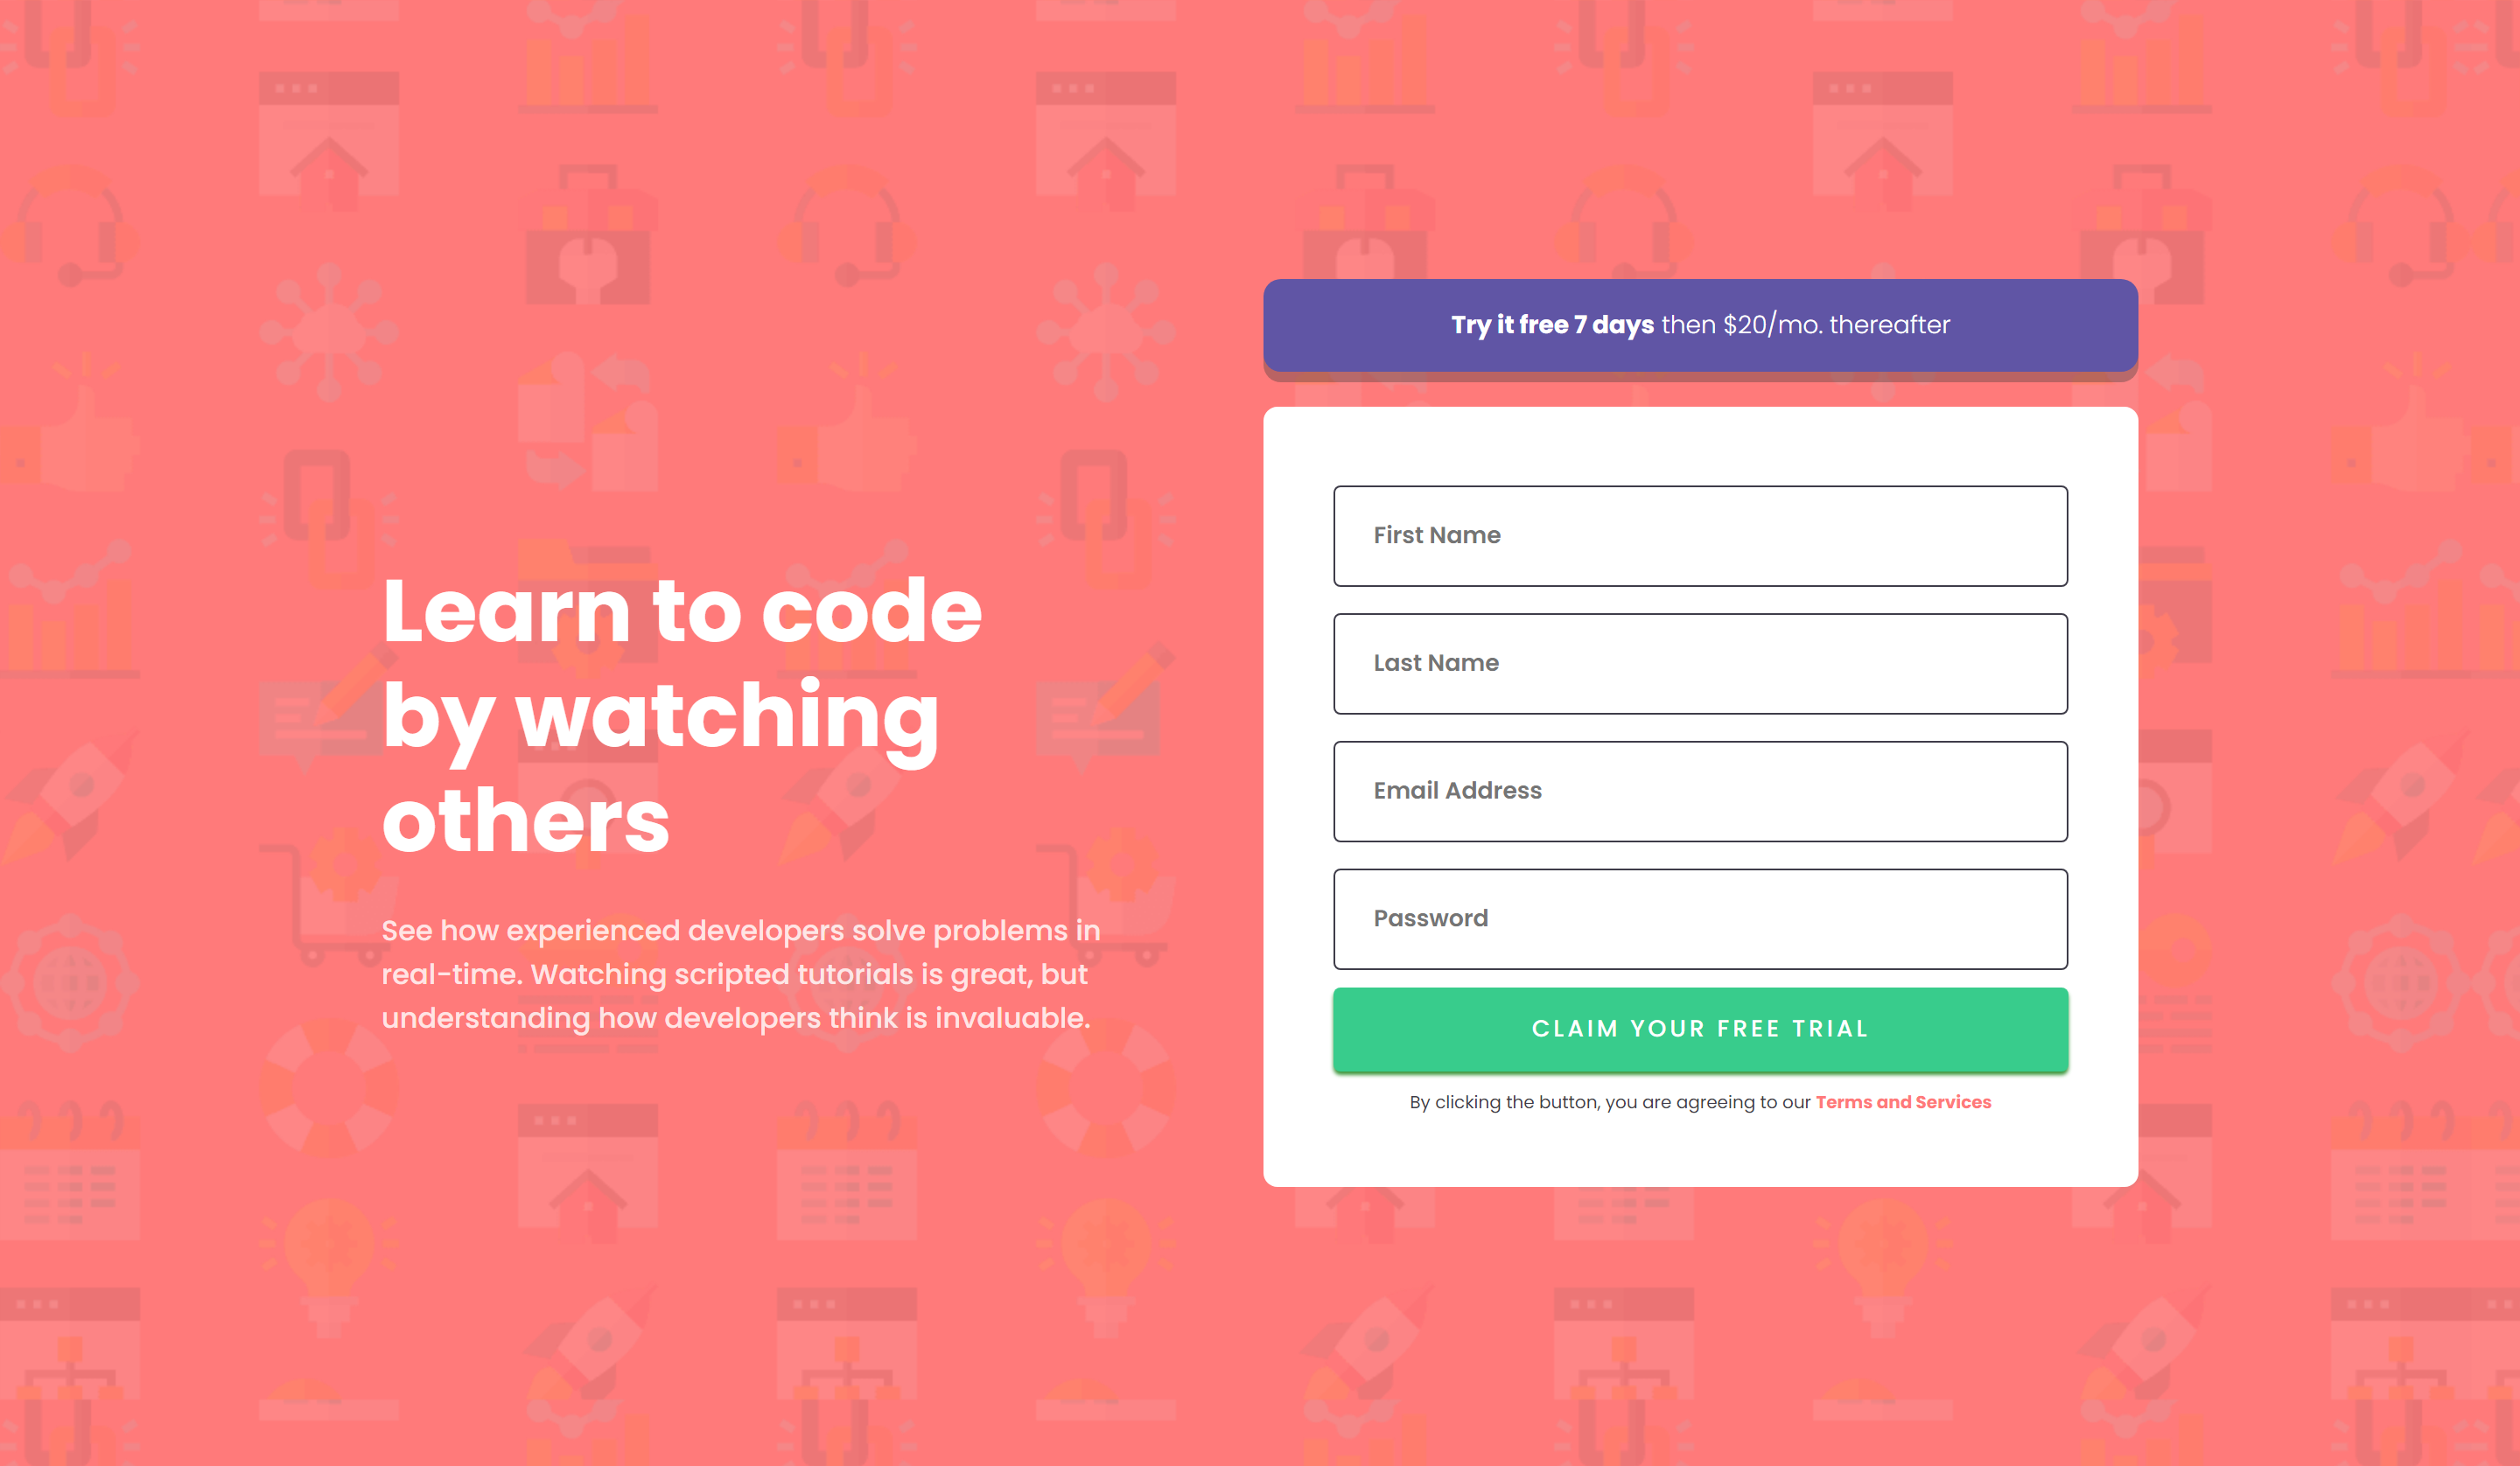 Learn to code
by watching
others
See how experienced developers solve problems in
real-time. Watching scripted tutorials is great, but
understanding how developers think is invaluable.
Try it free 7 days then $20/mo. thereafter
First Name
Last Name
Email Address
Password
CLAIM YOUR FREE TRIAL
By clicking the button, you are agreeing to our Terms and Services